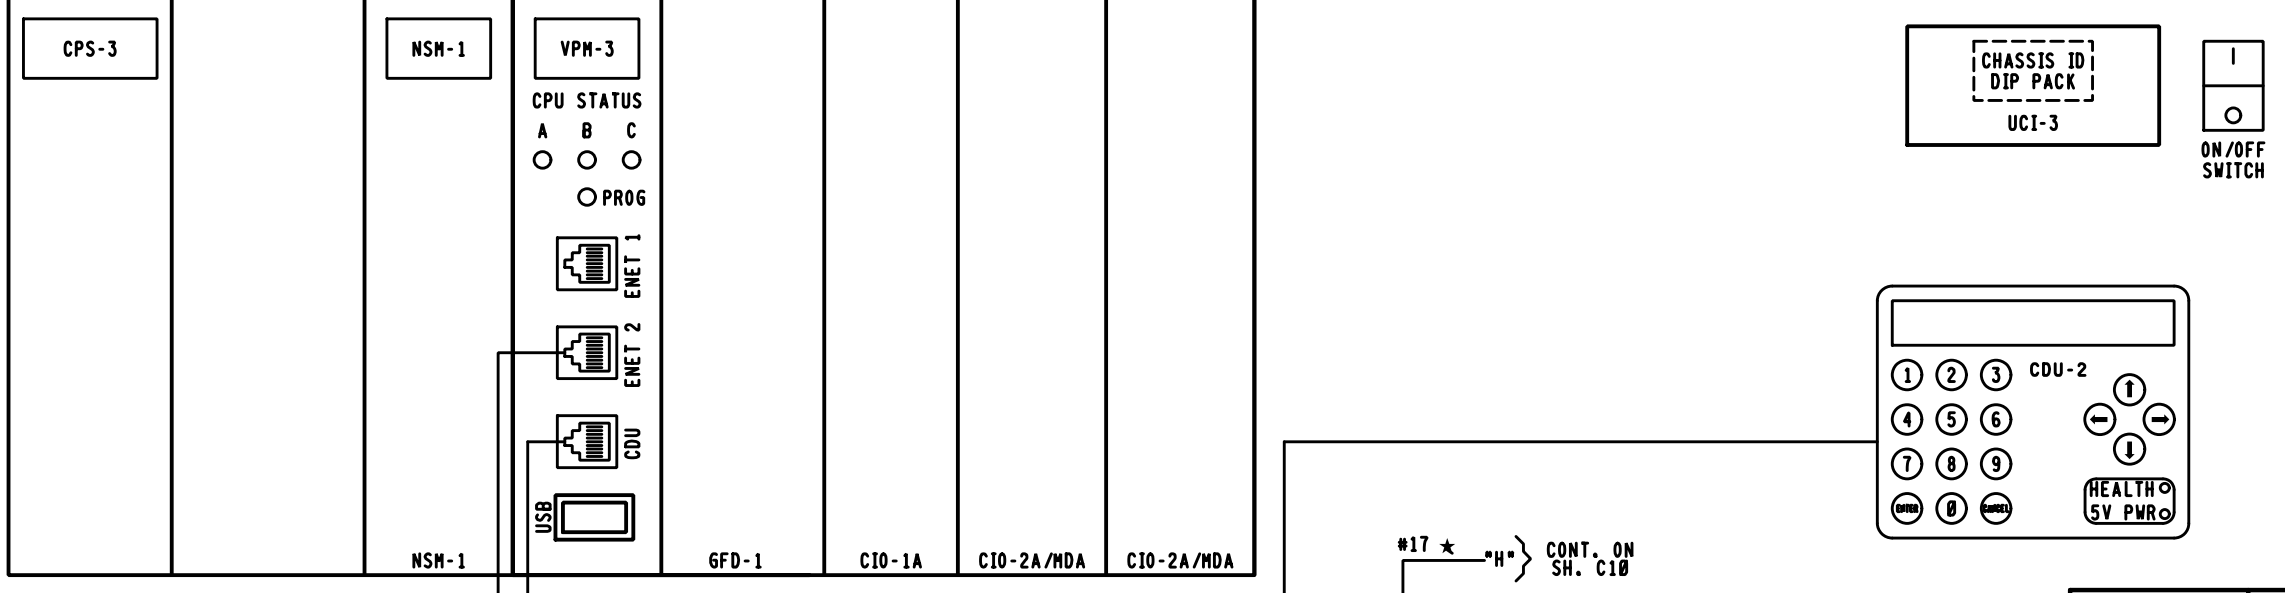 CPS-3
NSM-1
VPM-3
CPU STATUS
A B C
PROG
ENET 1
ENET 2
CDU
USB
NSM-1
GFD-1
CIO-1A
CIO-2A/MDA
CIO-2A/MDA
CHASSIS ID
DIP PACK
UCI-3
ON/OFF
SWITCH
CDU-2
1 2 3
4 5 6
7 8 9
ENTER 0 CANCEL
HEALTH
5V PWR
#17 ★
"H"
CONT. ON
SH. C10